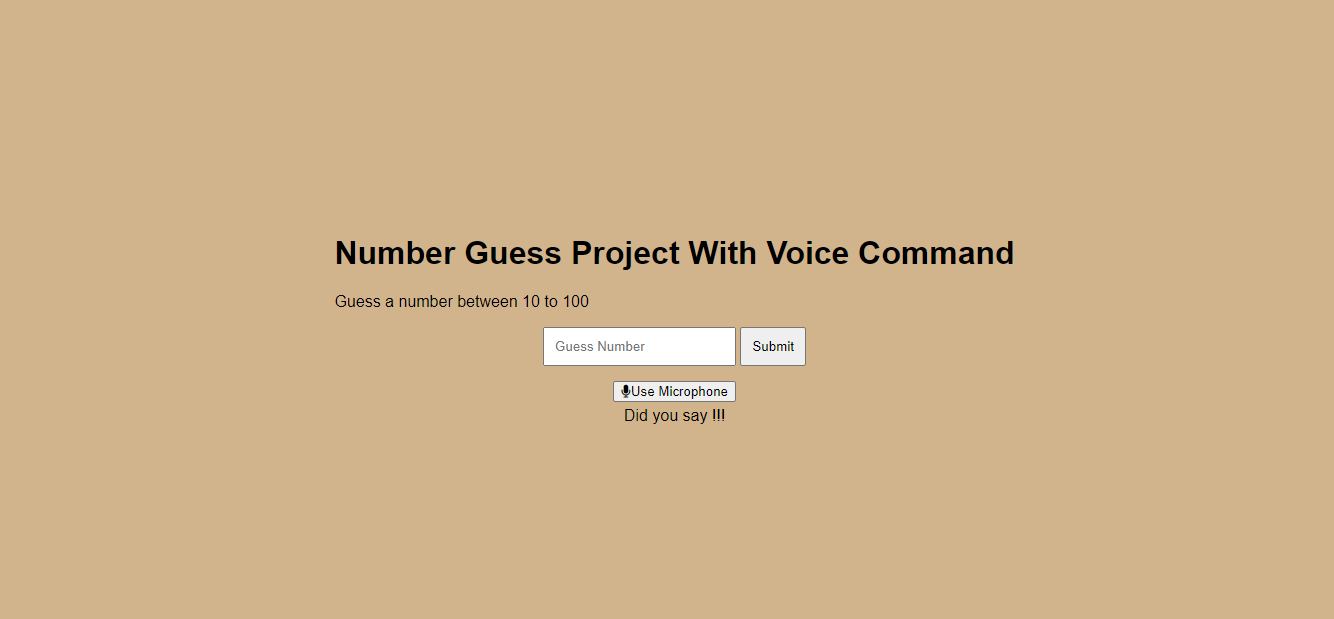 Number Guess Project With Voice Command
Guess a number between 10 to 100
Guess Number Submit
Use Microphone
Did you say !!!